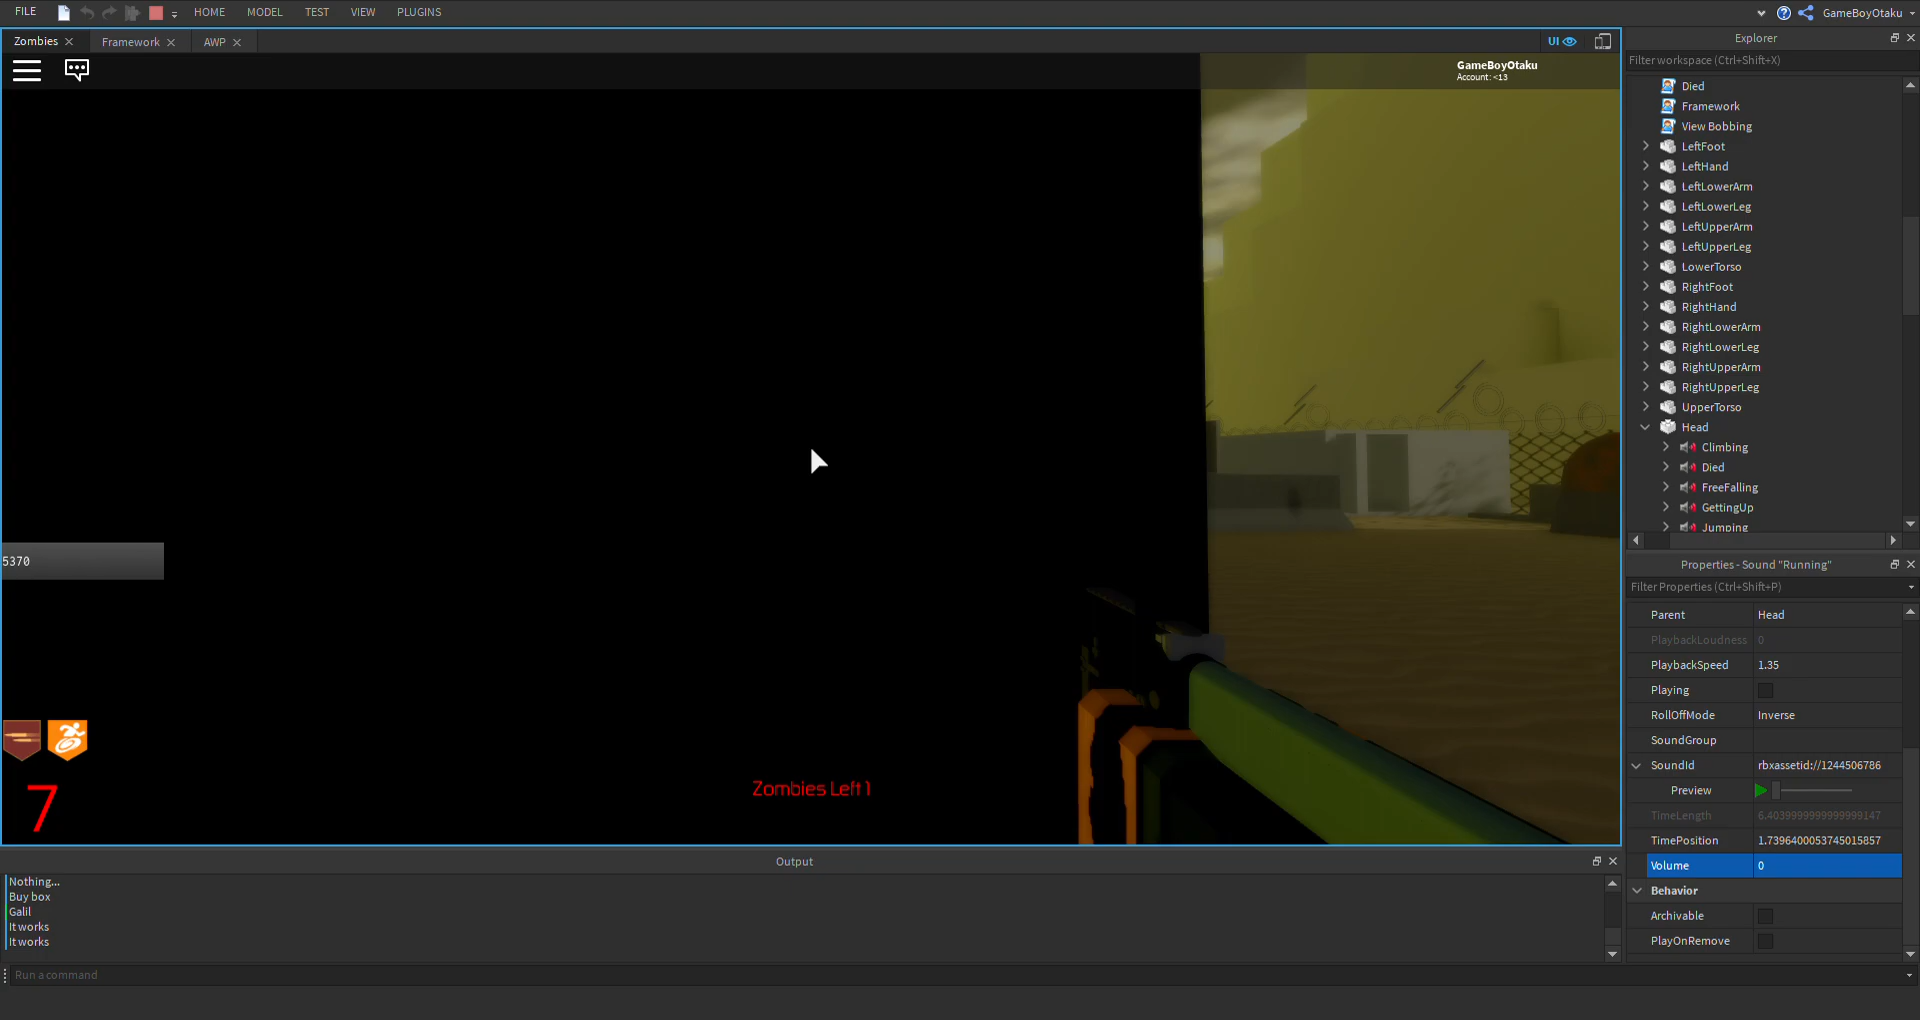 FILE HOME MODEL TEST VIEW PLUGINS GameBoyOtaku
Zombies Framework AWP UI
GameBoyOtaku
Account: <13
5370
7
Zombies Left 1
Output
Nothing...
Buy box
Galil
It works
It works
Run a command
Explorer
Filter workspace (Ctrl+Shift+X)
Died
Framework
View Bobbing
LeftFoot
LeftHand
LeftLowerArm
LeftLowerLeg
LeftUpperArm
LeftUpperLeg
LowerTorso
RightFoot
RightHand
RightLowerArm
RightLowerLeg
RightUpperArm
RightUpperLeg
UpperTorso
Head
Climbing
Died
FreeFalling
GettingUp
Jumping
Properties - Sound "Running"
Filter Properties (Ctrl+Shift+P)
Parent Head
PlaybackLoudness 0
PlaybackSpeed 1.35
Playing
RollOffMode Inverse
SoundGroup
SoundId rbxassetid://1244506786
Preview
TimeLength 6.4039999999999999147
TimePosition 1.7396400053745015857
Volume 0
Behavior
Archivable
PlayOnRemove